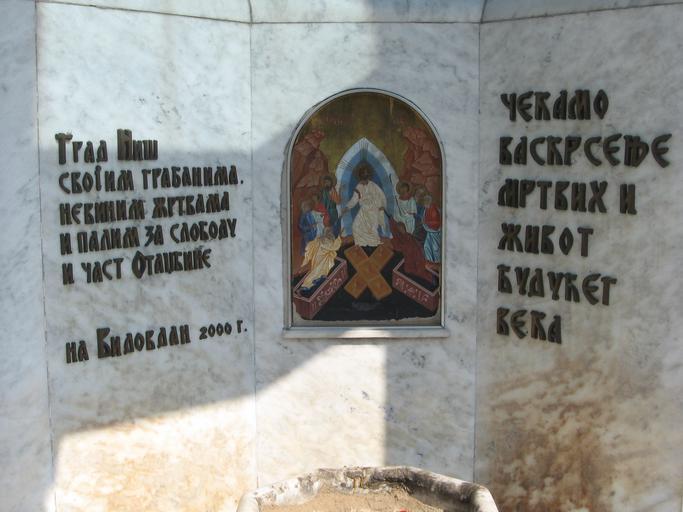 Град Ниш
својим грађанима.
невиним жртвама
и палим за слободу
и част Отаџбине
на Видовдан 2000 г.
чекамо
васкрсење
мртвих и
живот
будућег
века